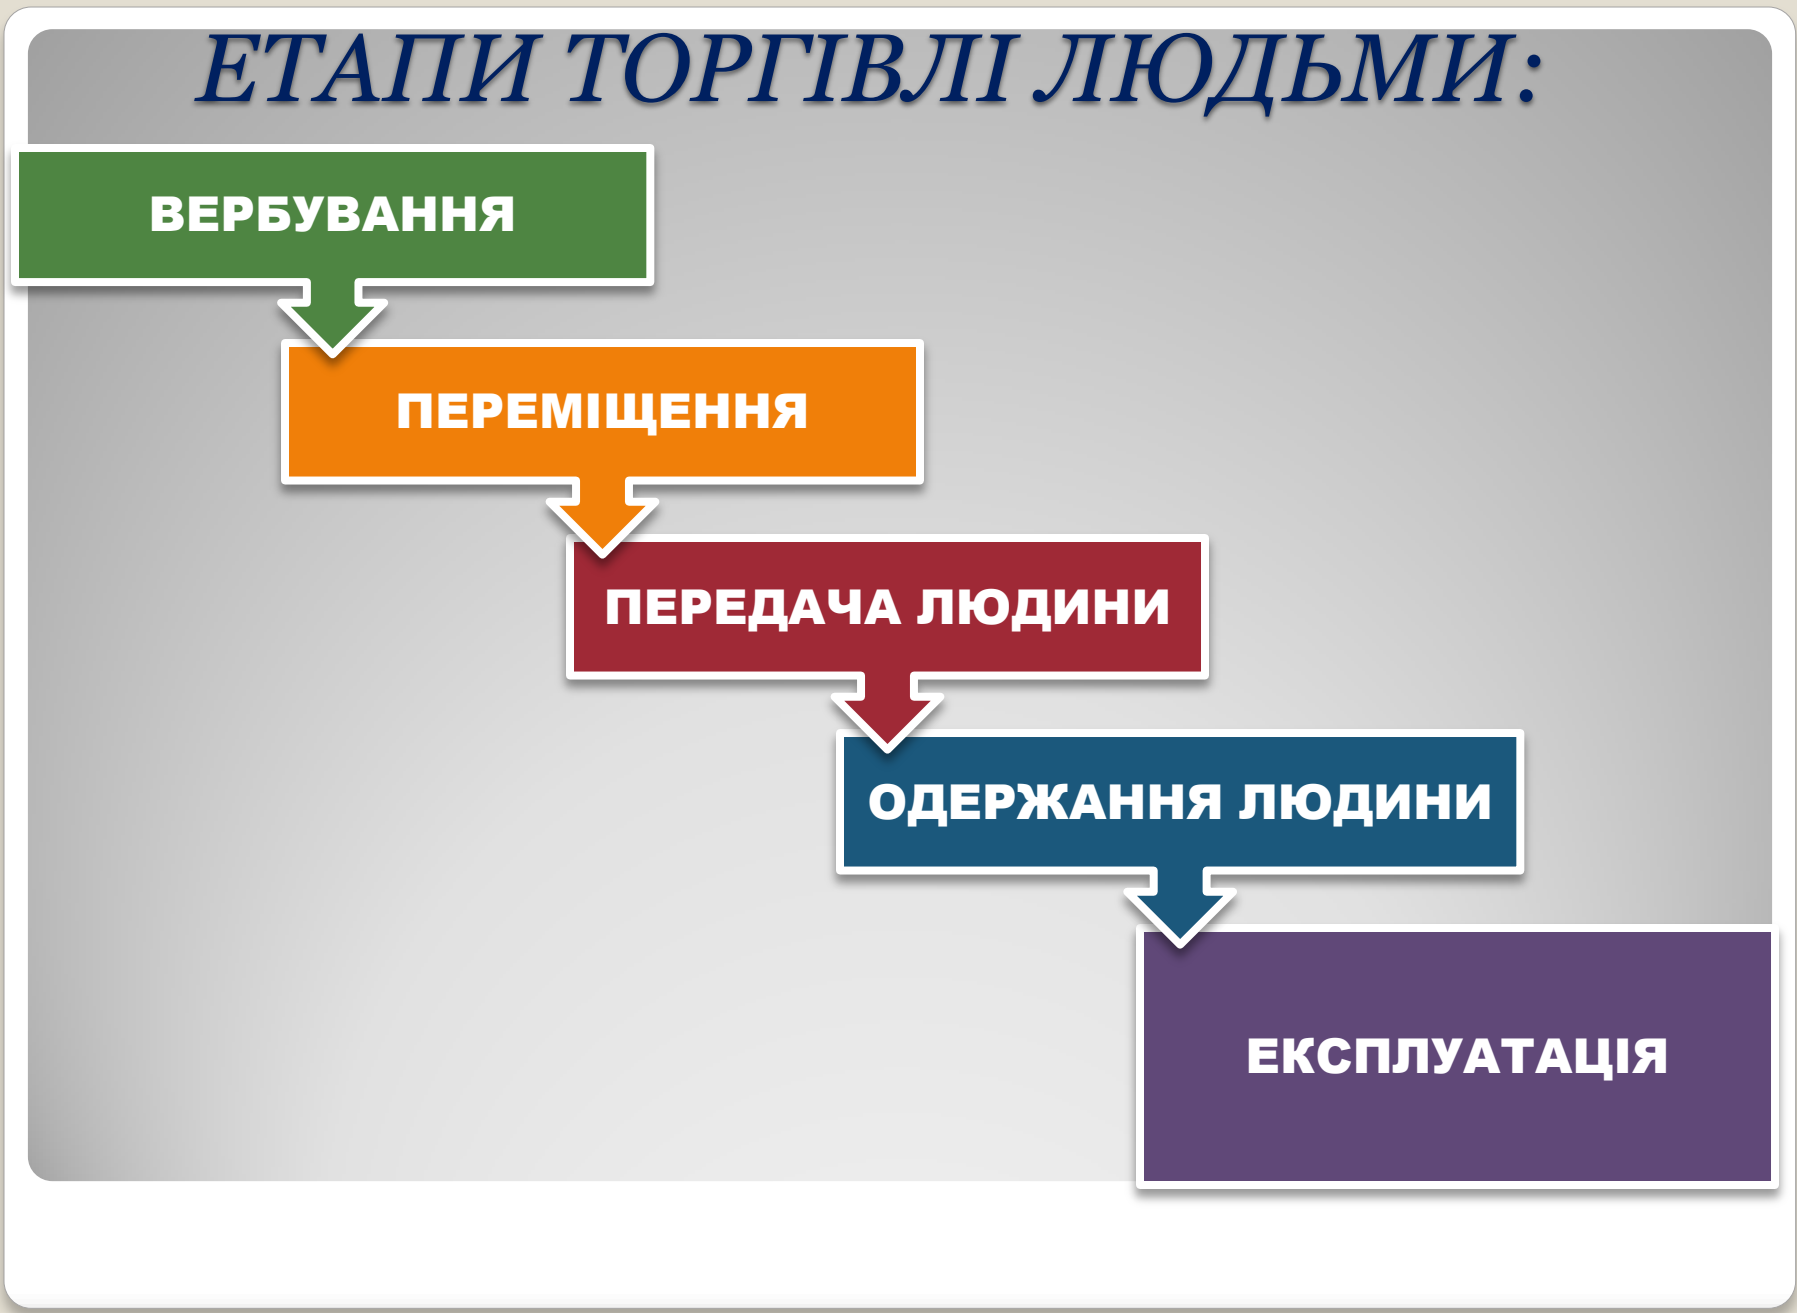 ЕТАПИ ТОРГІВЛІ ЛЮДЬМИ:
ВЕРБУВАННЯ
ПЕРЕМІЩЕННЯ
ПЕРЕДАЧА ЛЮДИНИ
ОДЕРЖАННЯ ЛЮДИНИ
ЕКСПЛУАТАЦІЯ